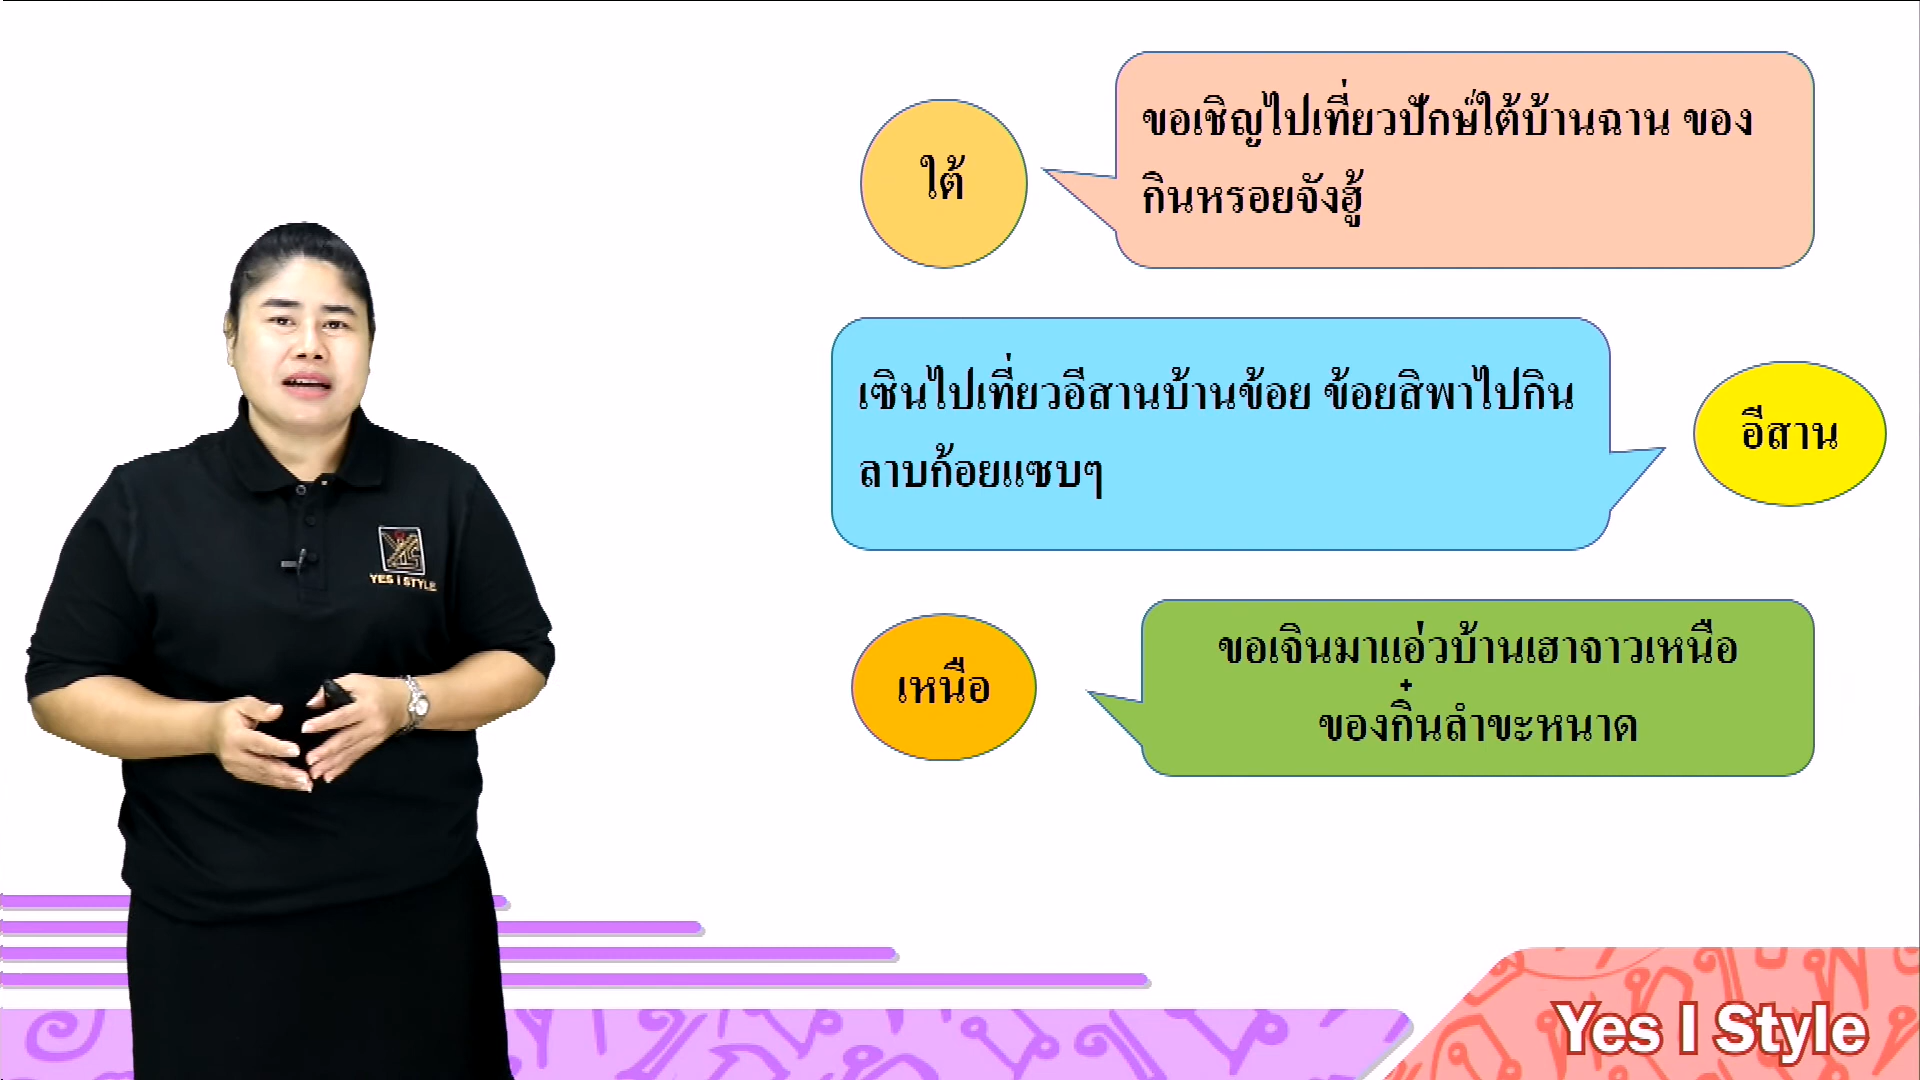 ใต้
ขอเชิญไปเที่ยวปักษ์ใต้บ้านฉาน ของ
กินหรอยจังฮู้
เซินไปเที่ยวอีสานบ้านข้อย ข้อยสิพาไปกิน
ลาบก้อยแซบๆ
อีสาน
เหนือ
ขอเจินมาแอ่วบ้านเฮาจาวเหนือ
ของกิ๋นลำขะหนาด
YES I STYLE
Yes I Style